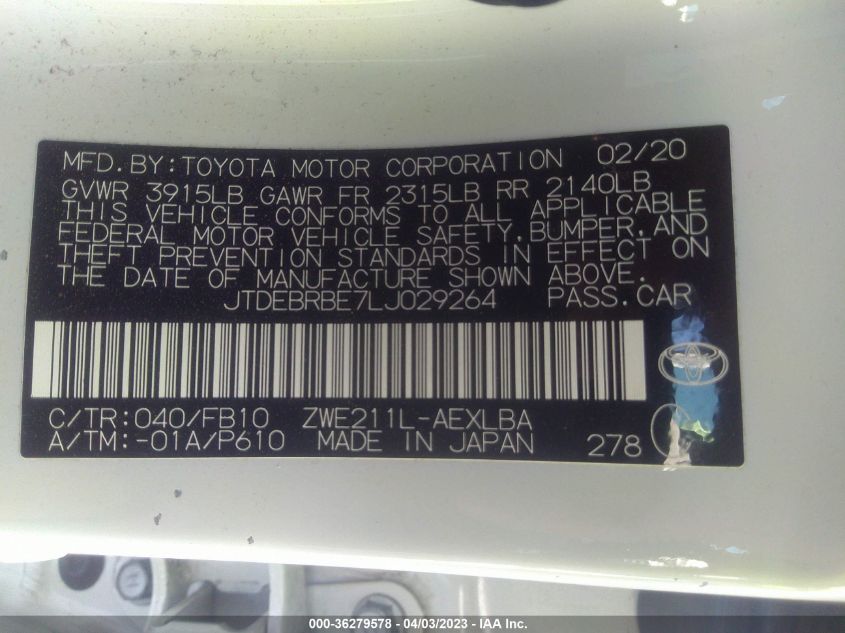 MFD.BY:TOYOTA MOTOR CORPORATION 02/20
GVWR 3915LB GAWR FR 2315LB RR 2140LB
THIS VEHICLE CONFORMS TO ALL APPLICABLE
FEDERAL MOTOR VEHICLE SAFETY,BUMPER,AND
THEFT PREVENTION STANDARDS IN EFFECT ON
THE DATE OF MANUFACTURE SHOWN ABOVE.
JTDEBRBE7LJ029264 PASS.CAR
C/TR:040/FB10 ZWE211L-AEXLBA
A/TM:-01A/P610 MADE IN JAPAN 278
000-36279578 - 04/03/2023 - IAA Inc.